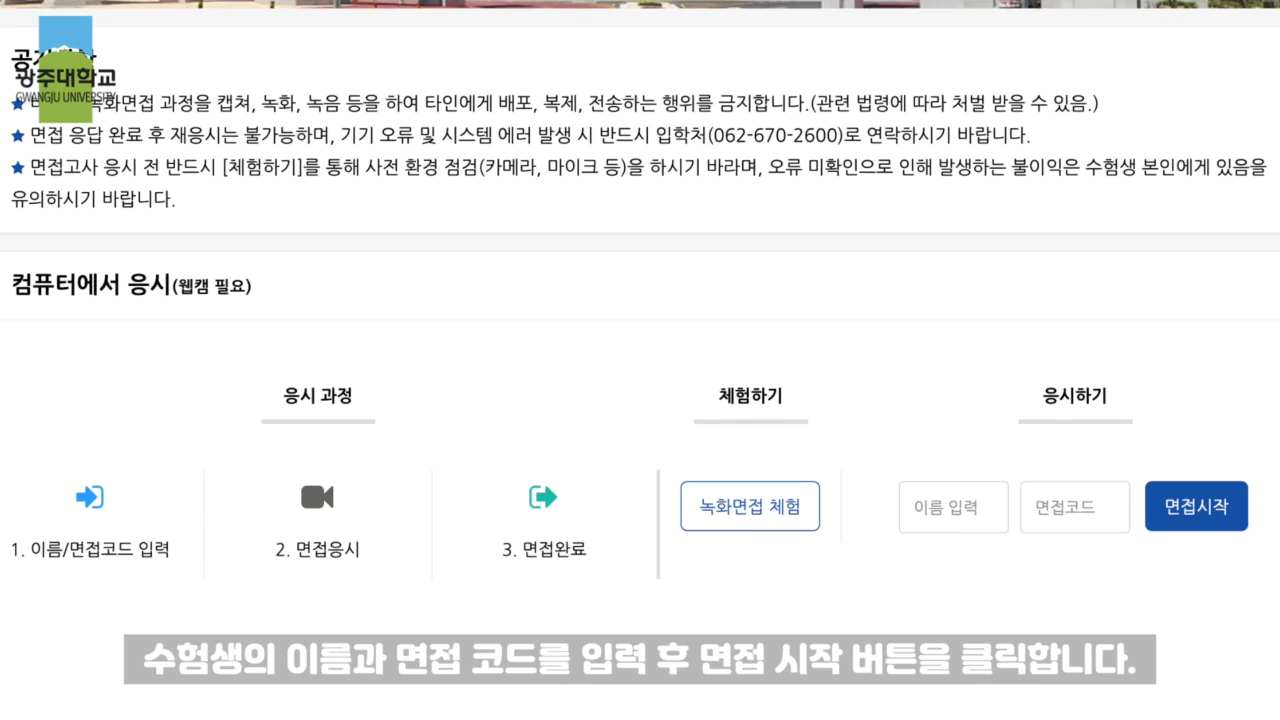 광주대학교
GWANGJU UNIVERSITY
녹화면접 과정을 캡쳐, 녹화, 녹음 등을 하여 타인에게 배포, 복제, 전송하는 행위를 금지합니다.(관련 법령에 따라 처벌 받을 수 있음.)
★ 면접 응답 완료 후 재응시는 불가능하며, 기기 오류 및 시스템 에러 발생 시 반드시 입학처(062-670-2600)로 연락하시기 바랍니다.
★ 면접고사 응시 전 반드시 [체험하기]를 통해 사전 환경 점검(카메라, 마이크 등)을 하시기 바라며, 오류 미확인으로 인해 발생하는 불이익은 수험생 본인에게 있음을
유의하시기 바랍니다.
컴퓨터에서 응시(웹캠 필요)
응시 과정
체험하기
응시하기
1. 이름/면접코드 입력
2. 면접응시
3. 면접완료
녹화면접 체험
이름 입력
면접코드
면접시작
수험생의 이름과 면접 코드를 입력 후 면접 시작 버튼을 클릭합니다.